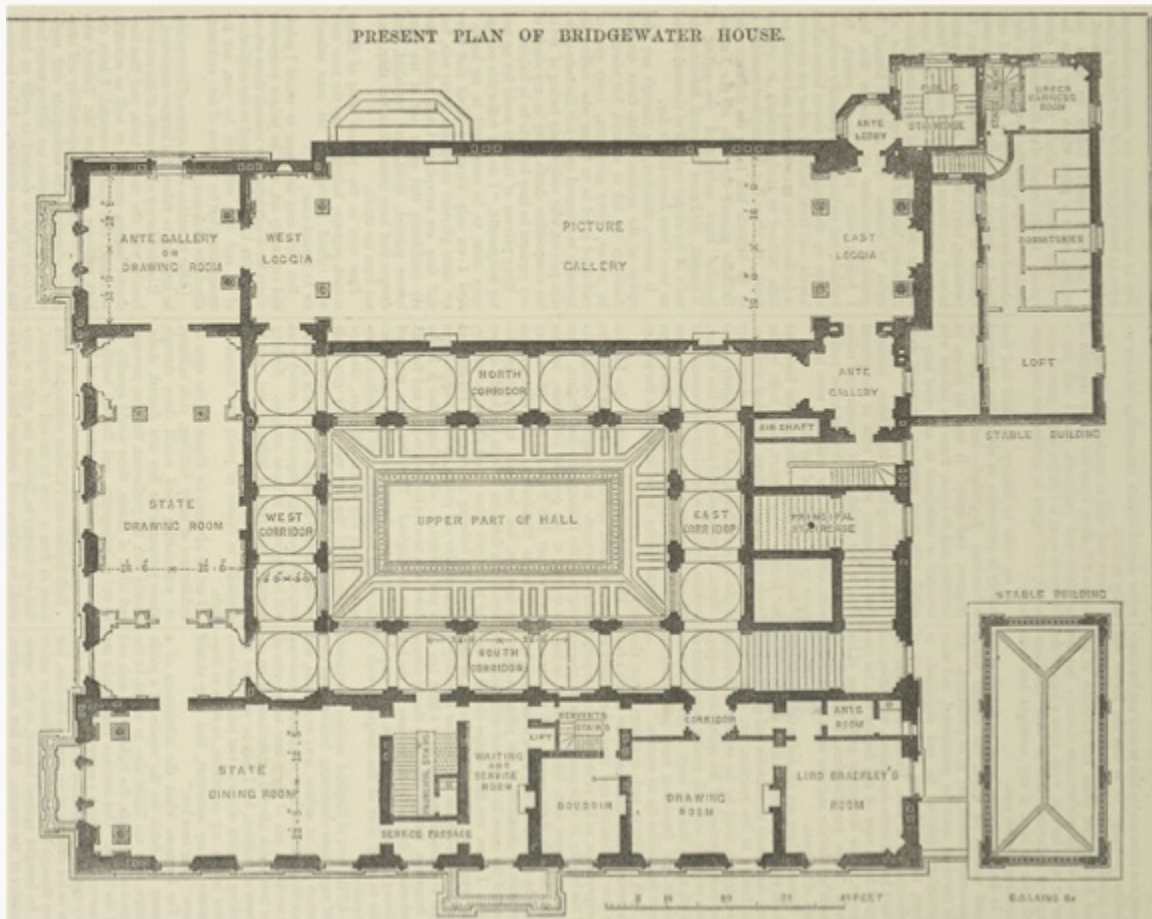 PRESENT PLAN OF BRIDGEWATER HOUSE.
ANTE
LOBBY
PUBLIC
STAIRCASE
UPPER
HARNESS
ROOM
ANTE GALLERY
OR
DRAWING ROOM
WEST
LOGGIA
PICTURE
GALLERY
EAST
LOGGIA
DORMITORIES
LOFT
STABLE BUILDING
NORTH
CORRIDOR
ANTE
GALLERY
AIR SHAFT
STATE
DRAWING ROOM
WEST
CORRIDOR
UPPER PART OF HALL
EAST
CORRIDOR
PRINCIPAL
STAIRCASE
SOUTH
CORRIDOR
STABLE BUILDING
STATE
DINING ROOM
PRINCIPAL STAIRS
SERVICE PASSAGE
WAITING
AND
SERVICE
ROOM
LIFT
SERVANTS
STAIRS
BOUDOIR
CORRIDOR
DRAWING
ROOM
ANTE
ROOM
LORD BRACKLEY'S
ROOM
FEET